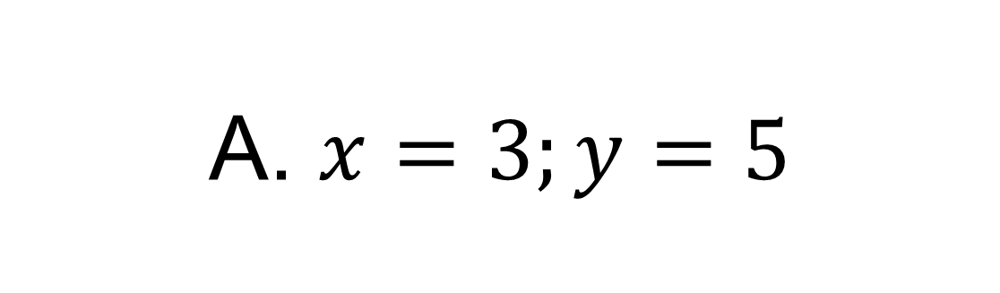 A. x = 3; y = 5